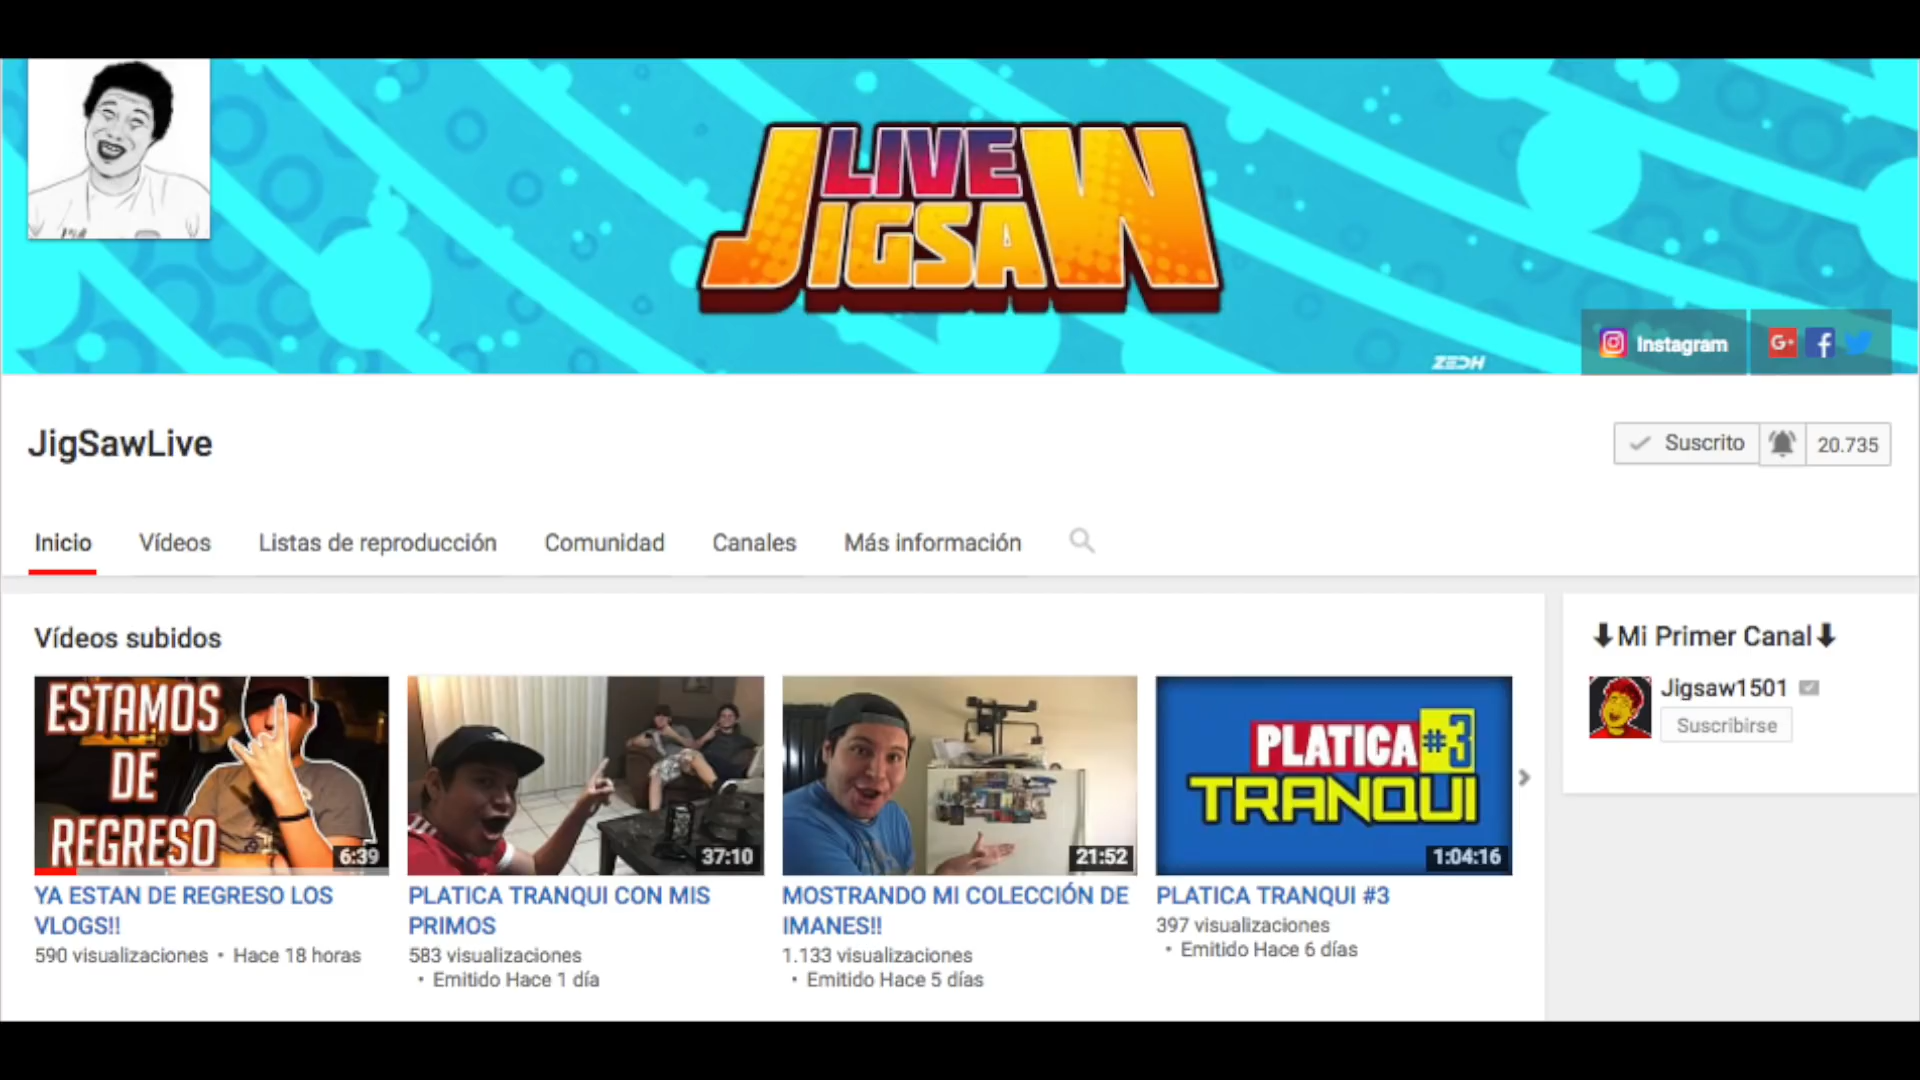 LIVE
JIGSAW
ZEDH
Instagram
JigSawLive
Suscrito
20.735
Inicio
Vídeos
Listas de reproducción
Comunidad
Canales
Más información
Vídeos subidos
ESTAMOS
DE
REGRESO
6:39
YA ESTAN DE REGRESO LOS
VLOGS!!
590 visualizaciones • Hace 18 horas
37:10
PLATICA TRANQUI CON MIS
PRIMOS
583 visualizaciones
• Emitido Hace 1 día
21:52
MOSTRANDO MI COLECCIÓN DE
IMANES!!
1.133 visualizaciones
• Emitido Hace 5 días
PLATICA #3
TRANQUI
1:04:16
PLATICA TRANQUI #3
397 visualizaciones
• Emitido Hace 6 días
⬇Mi Primer Canal⬇
Jigsaw1501
Suscribirse